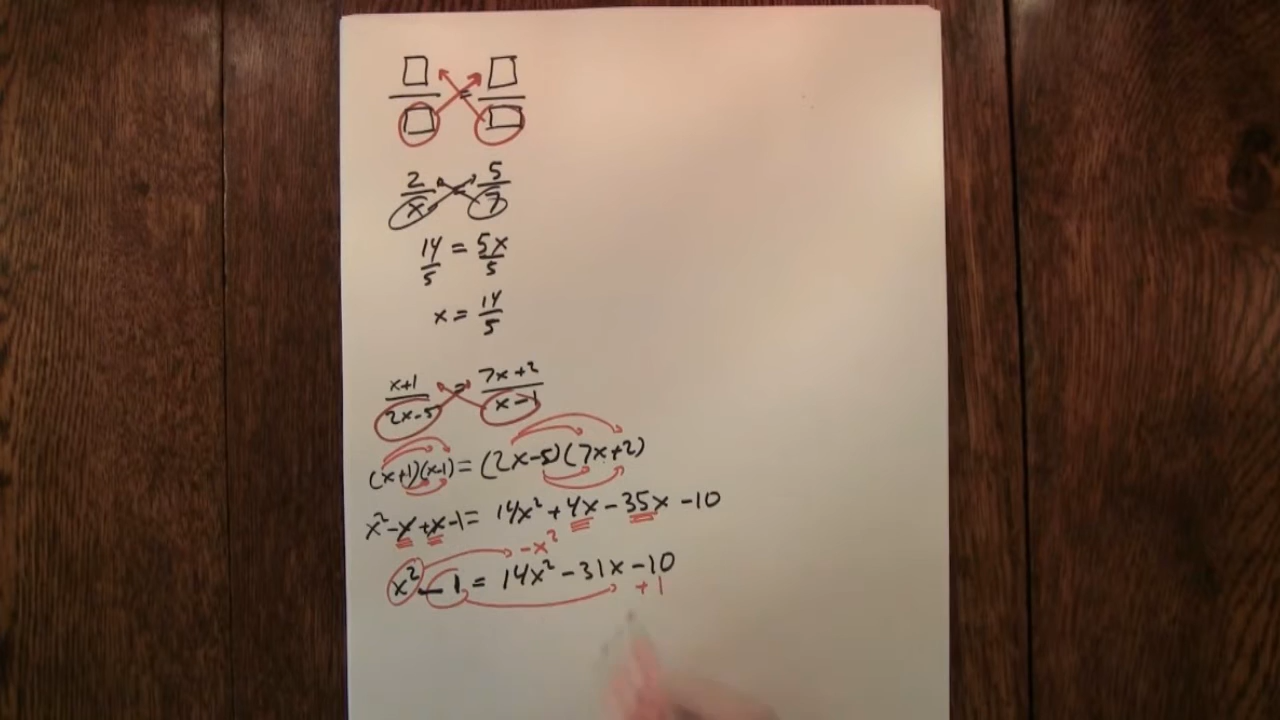 □/□ = □/□
2/x = 5/7
14/5 = 5x/5
x = 14/5
x+1/2x-5 = 7x+2/x-1
(x+1)(x-1) = (2x-5)(7x+2)
x² - x + x - 1 = 14x² + 4x - 35x - 10
-x²
x² - 1 = 14x² - 31x - 10
+1